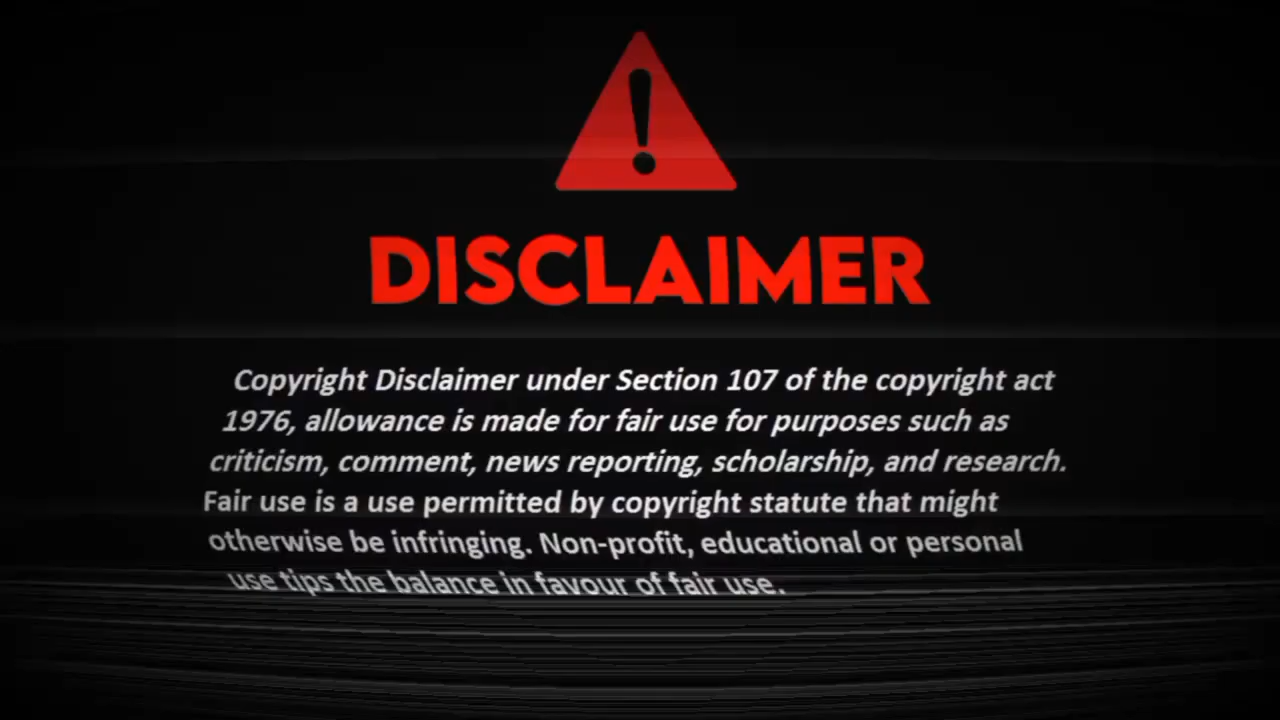 DISCLAIMER
Copyright Disclaimer under Section 107 of the copyright act
1976, allowance is made for fair use for purposes such as
criticism, comment, news reporting, scholarship, and research.
Fair use is a use permitted by copyright statute that might
otherwise be infringing. Non-profit, educational or personal
use tips the balance in favour of fair use.